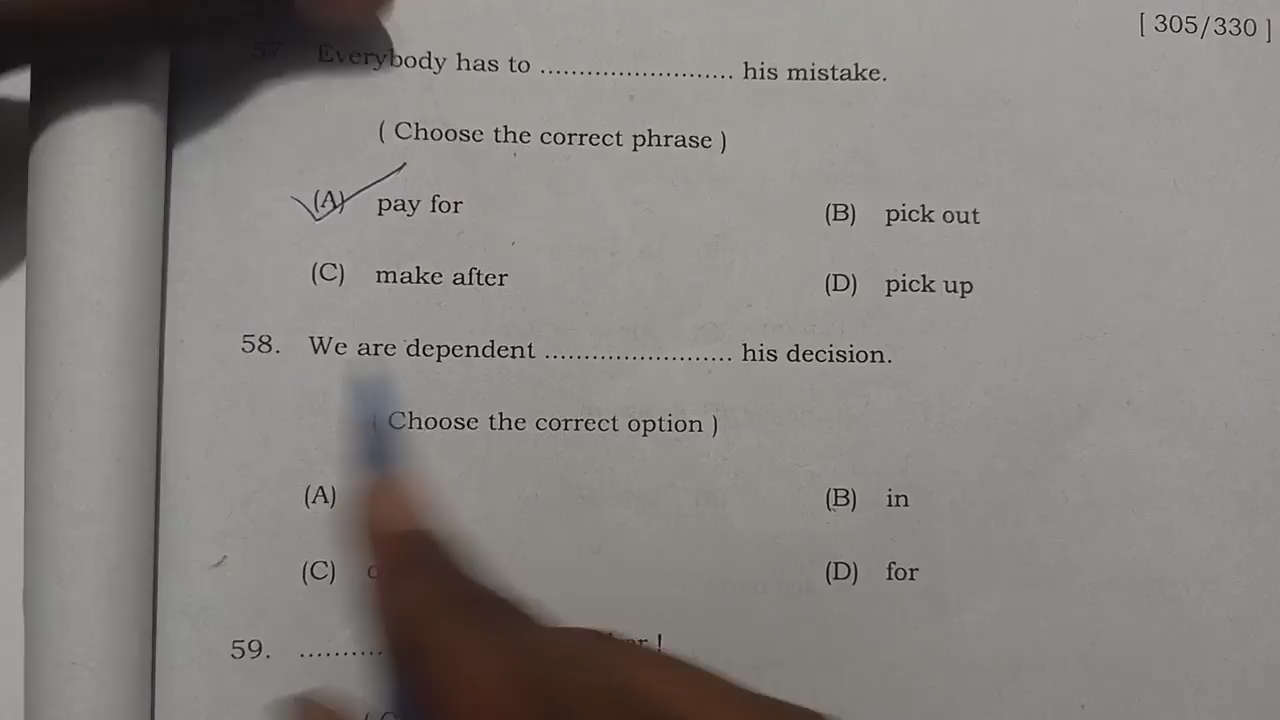 [ 305/330 ]
57. Everybody has to ......................... his mistake.
( Choose the correct phrase )
(A) pay for
(B) pick out
(C) make after
(D) pick up
58. We are dependent ........................ his decision.
( Choose the correct option )
(A)
(B) in
(C)
(D) for
59. ..........